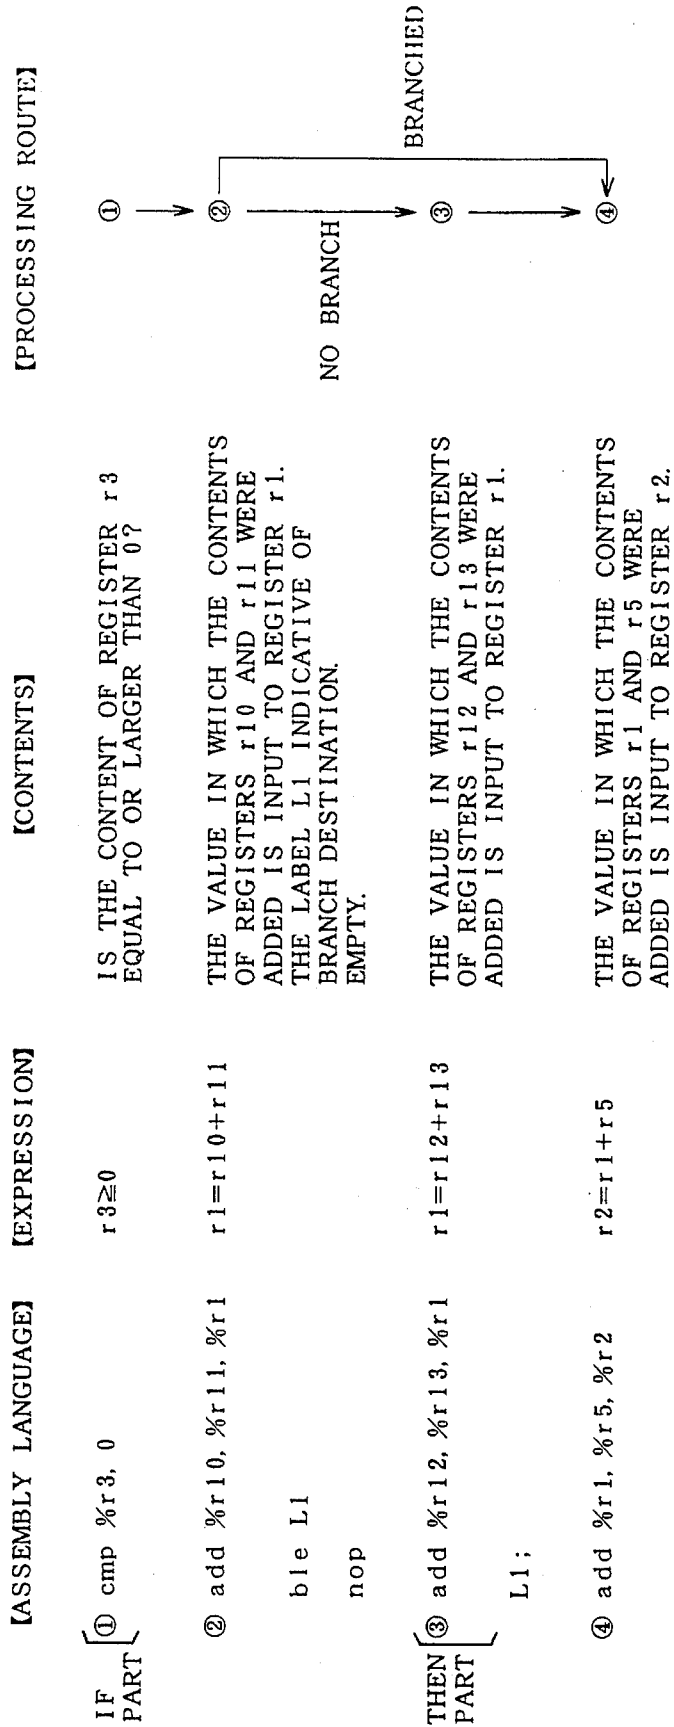 【ASSEMBLY LANGUAGE】 【EXPRESSION】 【CONTENTS】 【PROCESSING ROUTE】
IF
PART
① cmp %r3, 0
r3≧0
IS THE CONTENT OF REGISTER r3
EQUAL TO OR LARGER THAN 0?
①
② add %r10, %r11, %r1
ble L1
nop
r1=r10+r11
THE VALUE IN WHICH THE CONTENTS
OF REGISTERS r10 AND r11 WERE
ADDED IS INPUT TO REGISTER r1.
THE LABEL L1 INDICATIVE OF
BRANCH DESTINATION.
EMPTY.
②
NO BRANCH
BRANCHED
THEN
PART
③ add %r12, %r13, %r1
L1;
r1=r12+r13
THE VALUE IN WHICH THE CONTENTS
OF REGISTERS r12 AND r13 WERE
ADDED IS INPUT TO REGISTER r1.
③
④ add %r1, %r5, %r2
r2=r1+r5
THE VALUE IN WHICH THE CONTENTS
OF REGISTERS r1 AND r5 WERE
ADDED IS INPUT TO REGISTER r2.
④